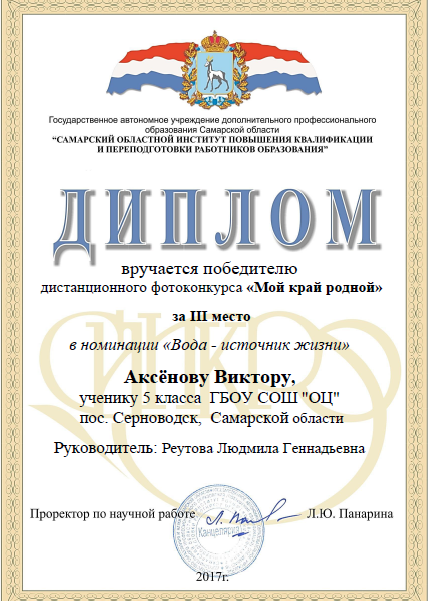 Государственное автономное учреждение дополнительного профессионального
образования Самарской области
“САМАРСКИЙ ОБЛАСТНОЙ ИНСТИТУТ ПОВЫШЕНИЯ КВАЛИФИКАЦИИ
И ПЕРЕПОДГОТОВКИ РАБОТНИКОВ ОБРАЗОВАНИЯ”
ДИПЛОМ
вручается победителю
дистанционного фотоконкурса «Мой край родной»
за III место
в номинации «Вода - источник жизни»
Аксёнову Виктору,
ученику 5 класса ГБОУ СОШ "ОЦ"
пос. Серноводск, Самарской области
Руководитель: Реутова Людмила Геннадьевна
Проректор по научной работе Л.Ю. Панарина
Канцелярия
2017г.